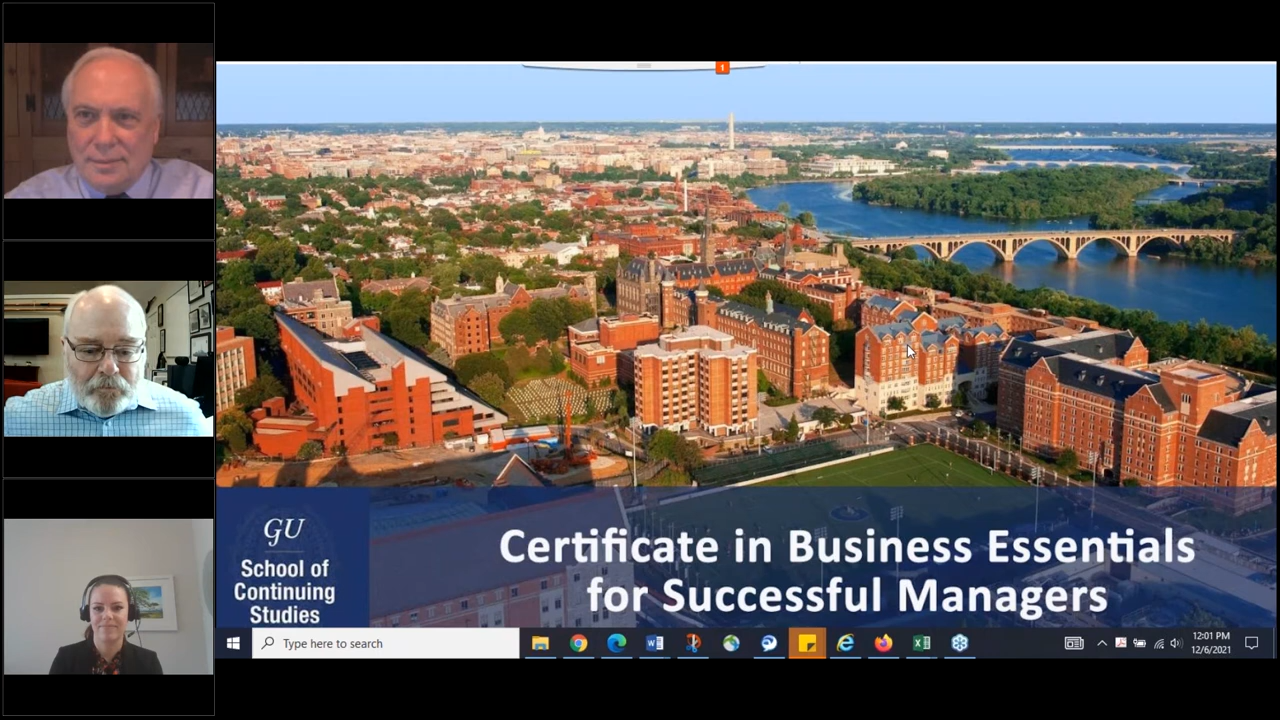 1
GU
School of
Continuing
Studies
Certificate in Business Essentials
for Successful Managers
Type here to search
12:01 PM
12/6/2021